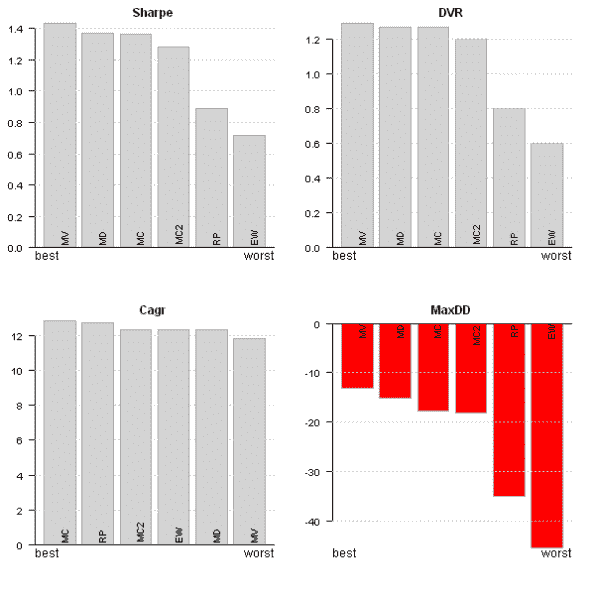 Sharpe
1.4
1.2
1.0
0.8
0.6
0.4
0.2
0.0
MV
MD
MC
MC2
RP
EW
best worst
DVR
1.2
1.0
0.8
0.6
0.4
0.2
0.0
MV
MD
MC
MC2
RP
EW
best worst
Cagr
12
10
8
6
4
2
0
MC
RP
MC2
EW
MD
MV
best worst
MaxDD
0
-10
-20
-30
-40
MV
MD
MC
MC2
RP
EW
best worst